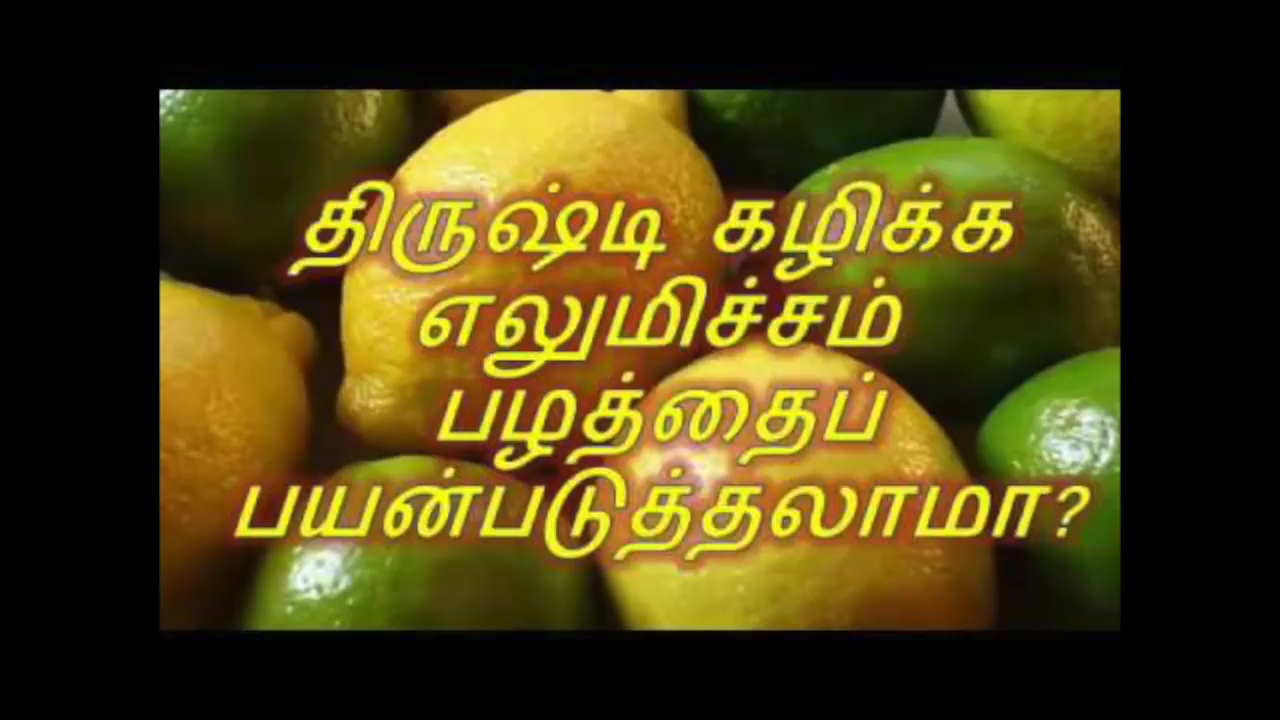 திருஷ்டி கழிக்க
எலுமிச்சம்
பழத்தைப்
பயன்படுத்தலாமா?